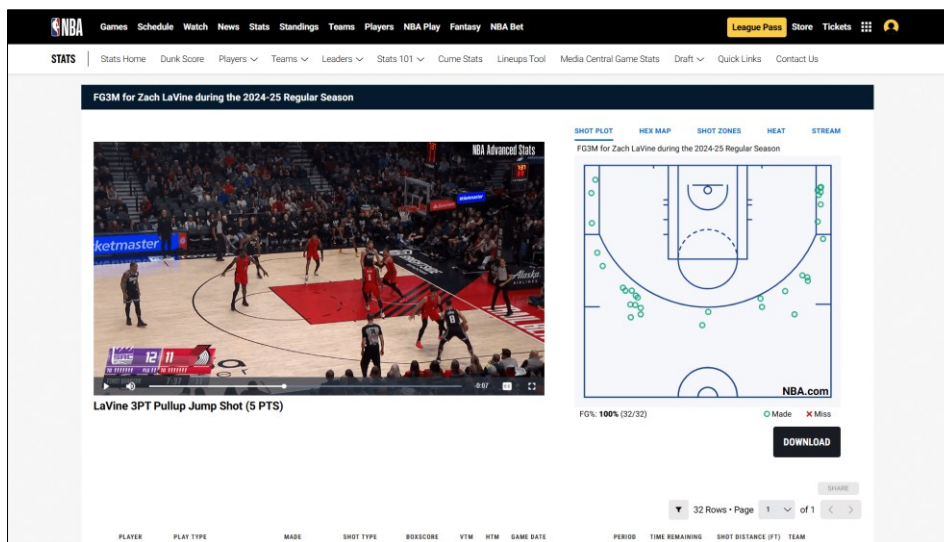 NBA
Games Schedule Watch News Stats Standings Teams Players NBA Play Fantasy NBA Bet League Pass Store Tickets
STATS Stats Home Dunk Score Players Teams Leaders Stats 101 Cume Stats Lineups Tool Media Central Game Stats Draft Quick Links Contact Us
FG3M for Zach LaVine during the 2024-25 Regular Season
SHOT PLOT HEX MAP SHOT ZONES HEAT STREAM
FG3M for Zach LaVine during the 2024-25 Regular Season
NBA Advanced Stats
ticketmaster
ketmaster
Alaska
AIRLINES
8
12 11
-0:07
NBA.com
LaVine 3PT Pullup Jump Shot (5 PTS)
FG%: 100% (32/32) Made Miss
DOWNLOAD
SHARE
32 Rows • Page 1 of 1
PLAYER PLAY TYPE MADE SHOT TYPE BOXSCORE VTM HTM GAME DATE PERIOD TIME REMAINING SHOT DISTANCE (FT) TEAM